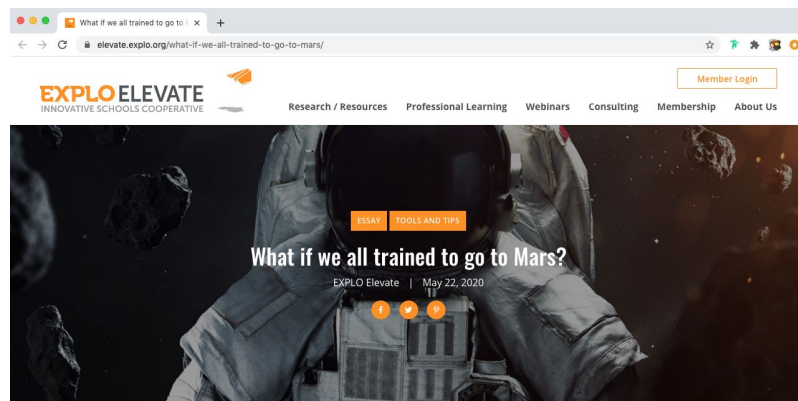 What if we all trained to go to
elevate.explo.org/what-if-we-all-trained-to-go-to-mars/
Member Login
EXPLO ELEVATE
INNOVATIVE SCHOOLS COOPERATIVE
Research / Resources Professional Learning Webinars Consulting Membership About Us
ESSAY TOOLS AND TIPS
What if we all trained to go to Mars?
EXPLO Elevate | May 22, 2020